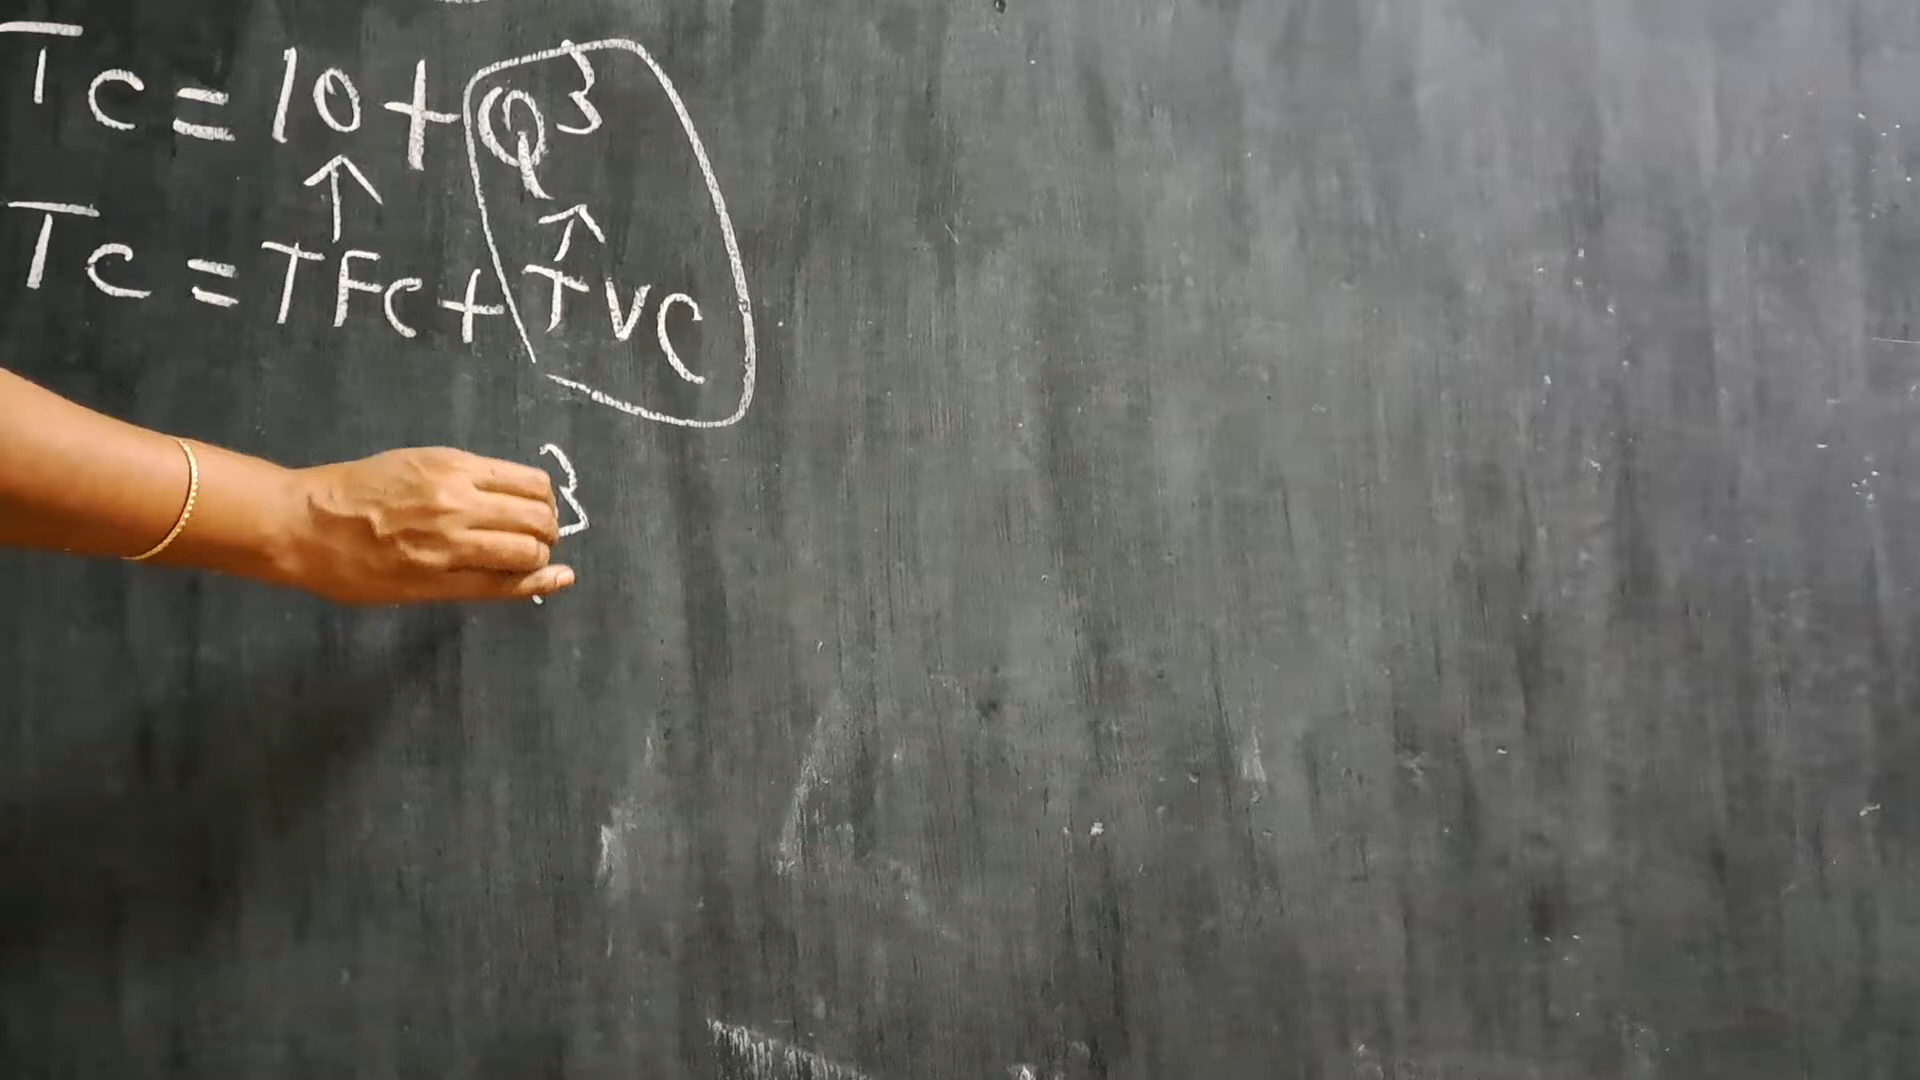 Tc = 10 + Q³
↑ ↑
Tc = TFc + TVC
3